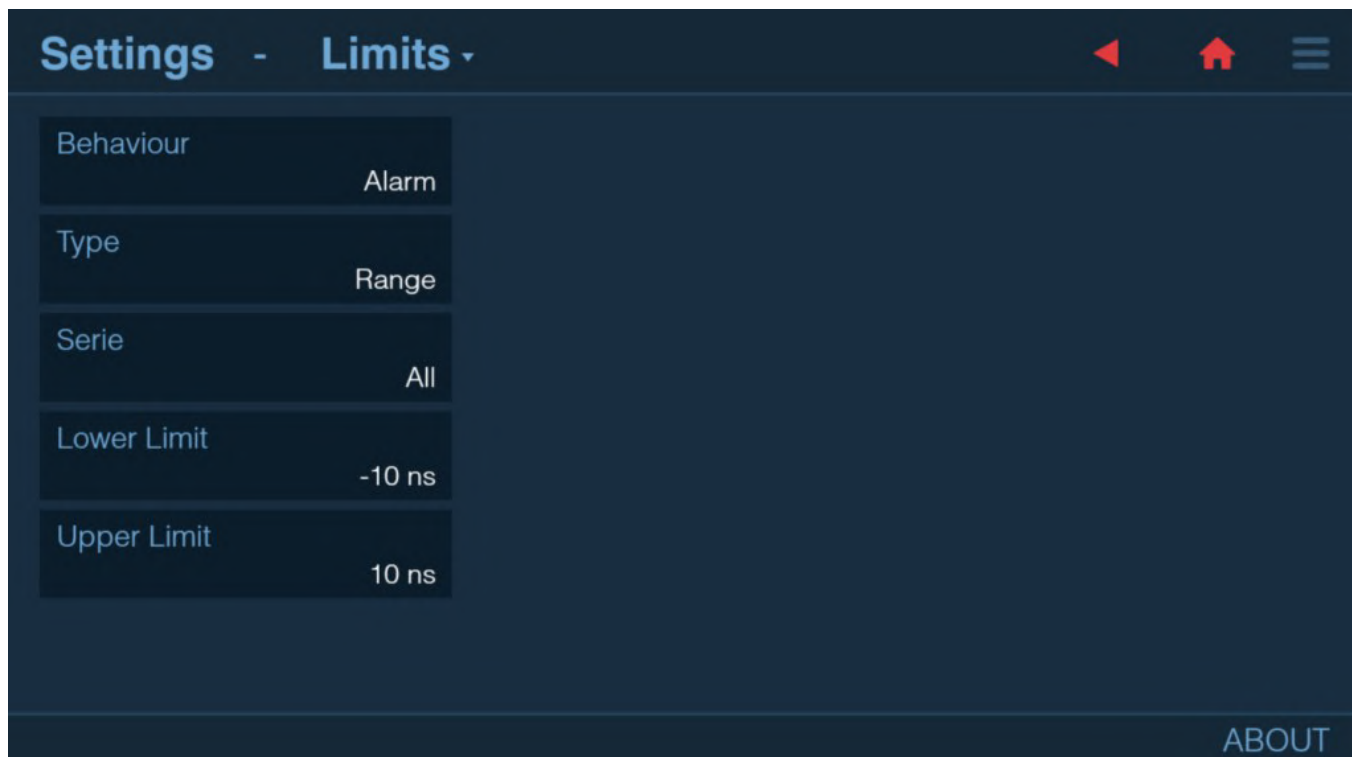 Settings - Limits
Behaviour
Alarm
Type
Range
Serie
All
Lower Limit
-10 ns
Upper Limit
10 ns
ABOUT